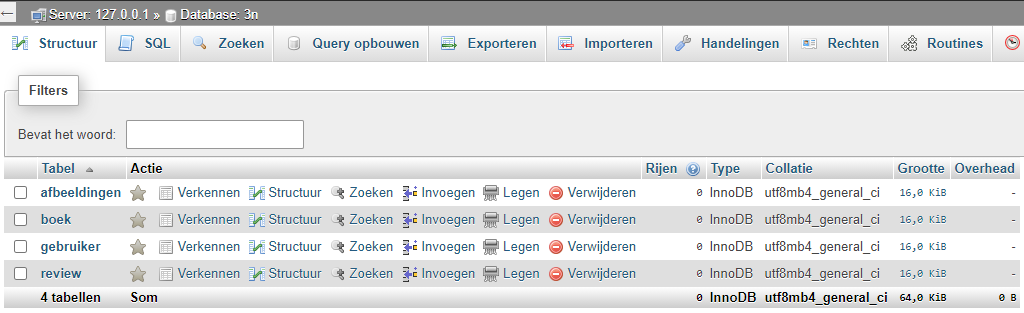 Server: 127.0.0.1 » Database: 3n
Structuur SQL Zoeken Query opbouwen Exporteren Importeren Handelingen Rechten Routines
Filters
Bevat het woord:
Tabel Actie Rijen Type Collatie Grootte Overhead
afbeeldingen Verkennen Structuur Zoeken Invoegen Legen Verwijderen 0 InnoDB utf8mb4_general_ci 16,0 KiB -
boek Verkennen Structuur Zoeken Invoegen Legen Verwijderen 0 InnoDB utf8mb4_general_ci 16,0 KiB -
gebruiker Verkennen Structuur Zoeken Invoegen Legen Verwijderen 0 InnoDB utf8mb4_general_ci 16,0 KiB -
review Verkennen Structuur Zoeken Invoegen Legen Verwijderen 0 InnoDB utf8mb4_general_ci 16,0 KiB -
4 tabellen Som 0 InnoDB utf8mb4_general_ci 64,0 KiB 0 B